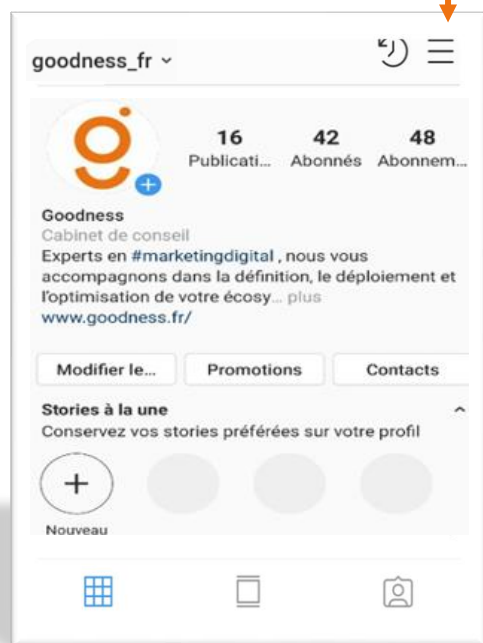 goodness_fr
16 42 48
Publicati... Abonnés Abonnem...
Goodness
Cabinet de conseil
Experts en #marketingdigital , nous vous
accompagnons dans la définition, le déploiement et
l'optimisation de votre écosy... plus
www.goodness.fr/
Modifier le... Promotions Contacts
Stories à la une
Conservez vos stories préférées sur votre profil
Nouveau